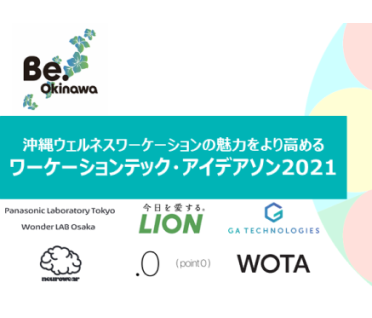 Be.
Okinawa
沖縄ウェルネスワーケーションの魅力をより高める
ワーケーションテック・アイデアソン2021
Panasonic Laboratory Tokyo
Wonder LAB Osaka
今日を愛する。
LION
GA TECHNOLOGIES
neurowear
.0 (point0)
WOTA